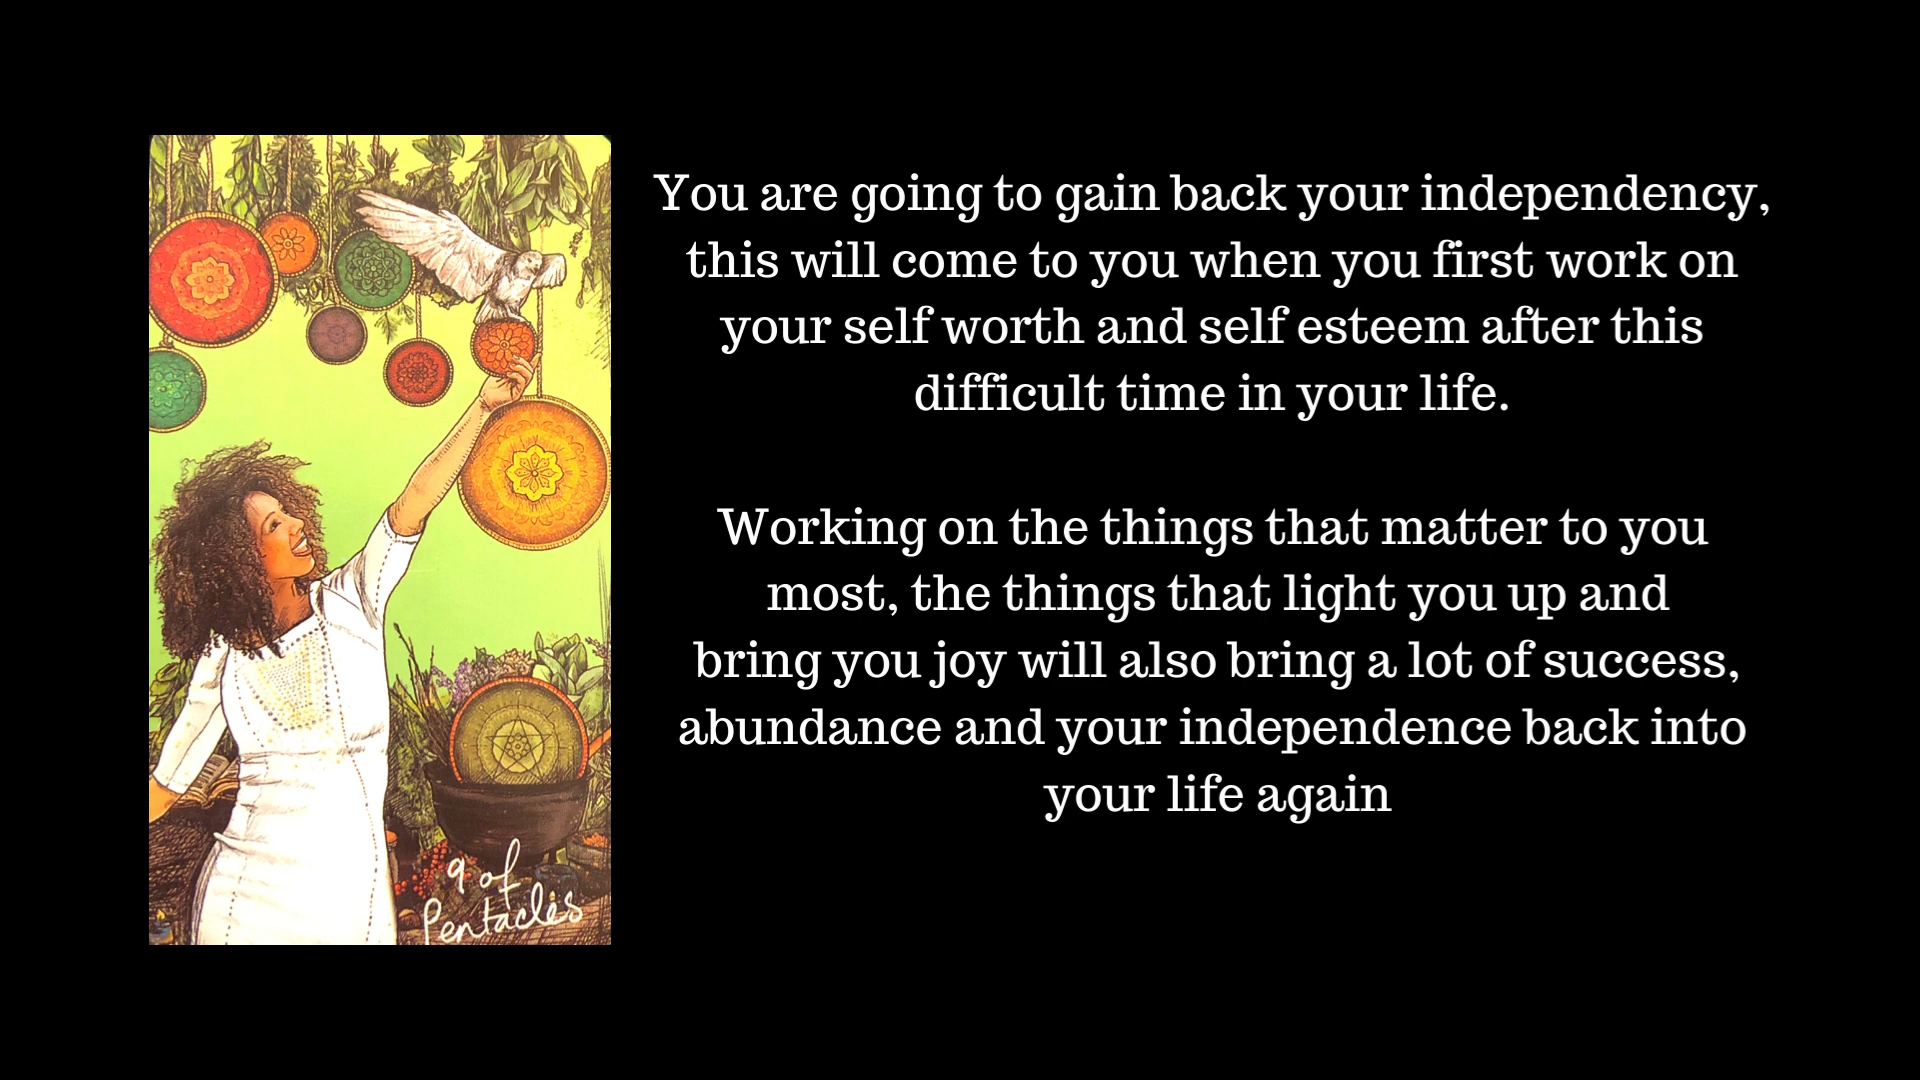 You are going to gain back your independency,
this will come to you when you first work on
your self worth and self esteem after this
difficult time in your life.
Working on the things that matter to you
most, the things that light you up and
bring you joy will also bring a lot of success,
abundance and your independence back into
your life again
9 of
Pentacles